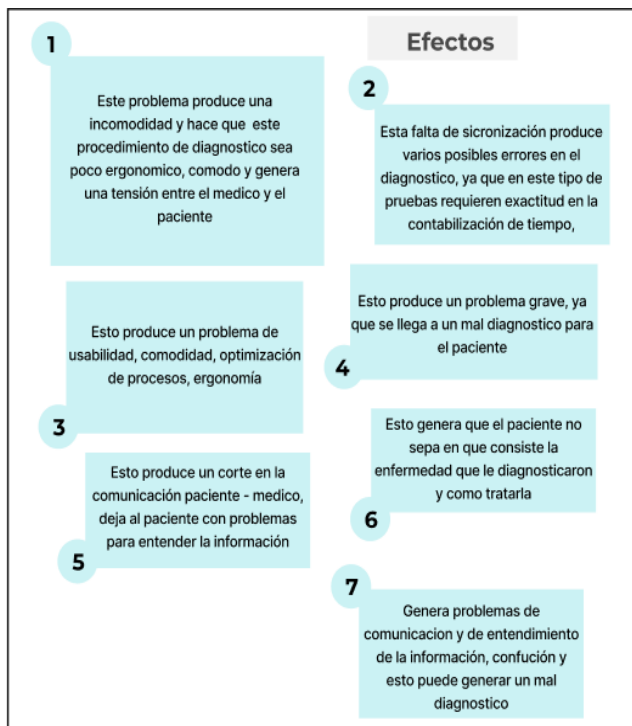 Efectos
1
Este problema produce una
incomodidad y hace que este
procedimiento de diagnostico sea
poco ergonomico, comodo y genera
una tensión entre el medico y el
paciente
2
Esta falta de sicronización produce
varios posibles errores en el
diagnostico, ya que en este tipo de
pruebas requieren exactitud en la
contabilización de tiempo,
3
Esto produce un problema de
usabilidad, comodidad, optimización
de procesos, ergonomía
4
Esto produce un problema grave, ya
que se llega a un mal diagnostico para
el paciente
5
Esto produce un corte en la
comunicación paciente - medico,
deja al paciente con problemas
para entender la información
6
Esto genera que el paciente no
sepa en que consiste la
enfermedad que le diagnosticaron
y como tratarla
7
Genera problemas de
comunicacion y de entendimiento
de la información, confución y
esto puede generar un mal
diagnostico